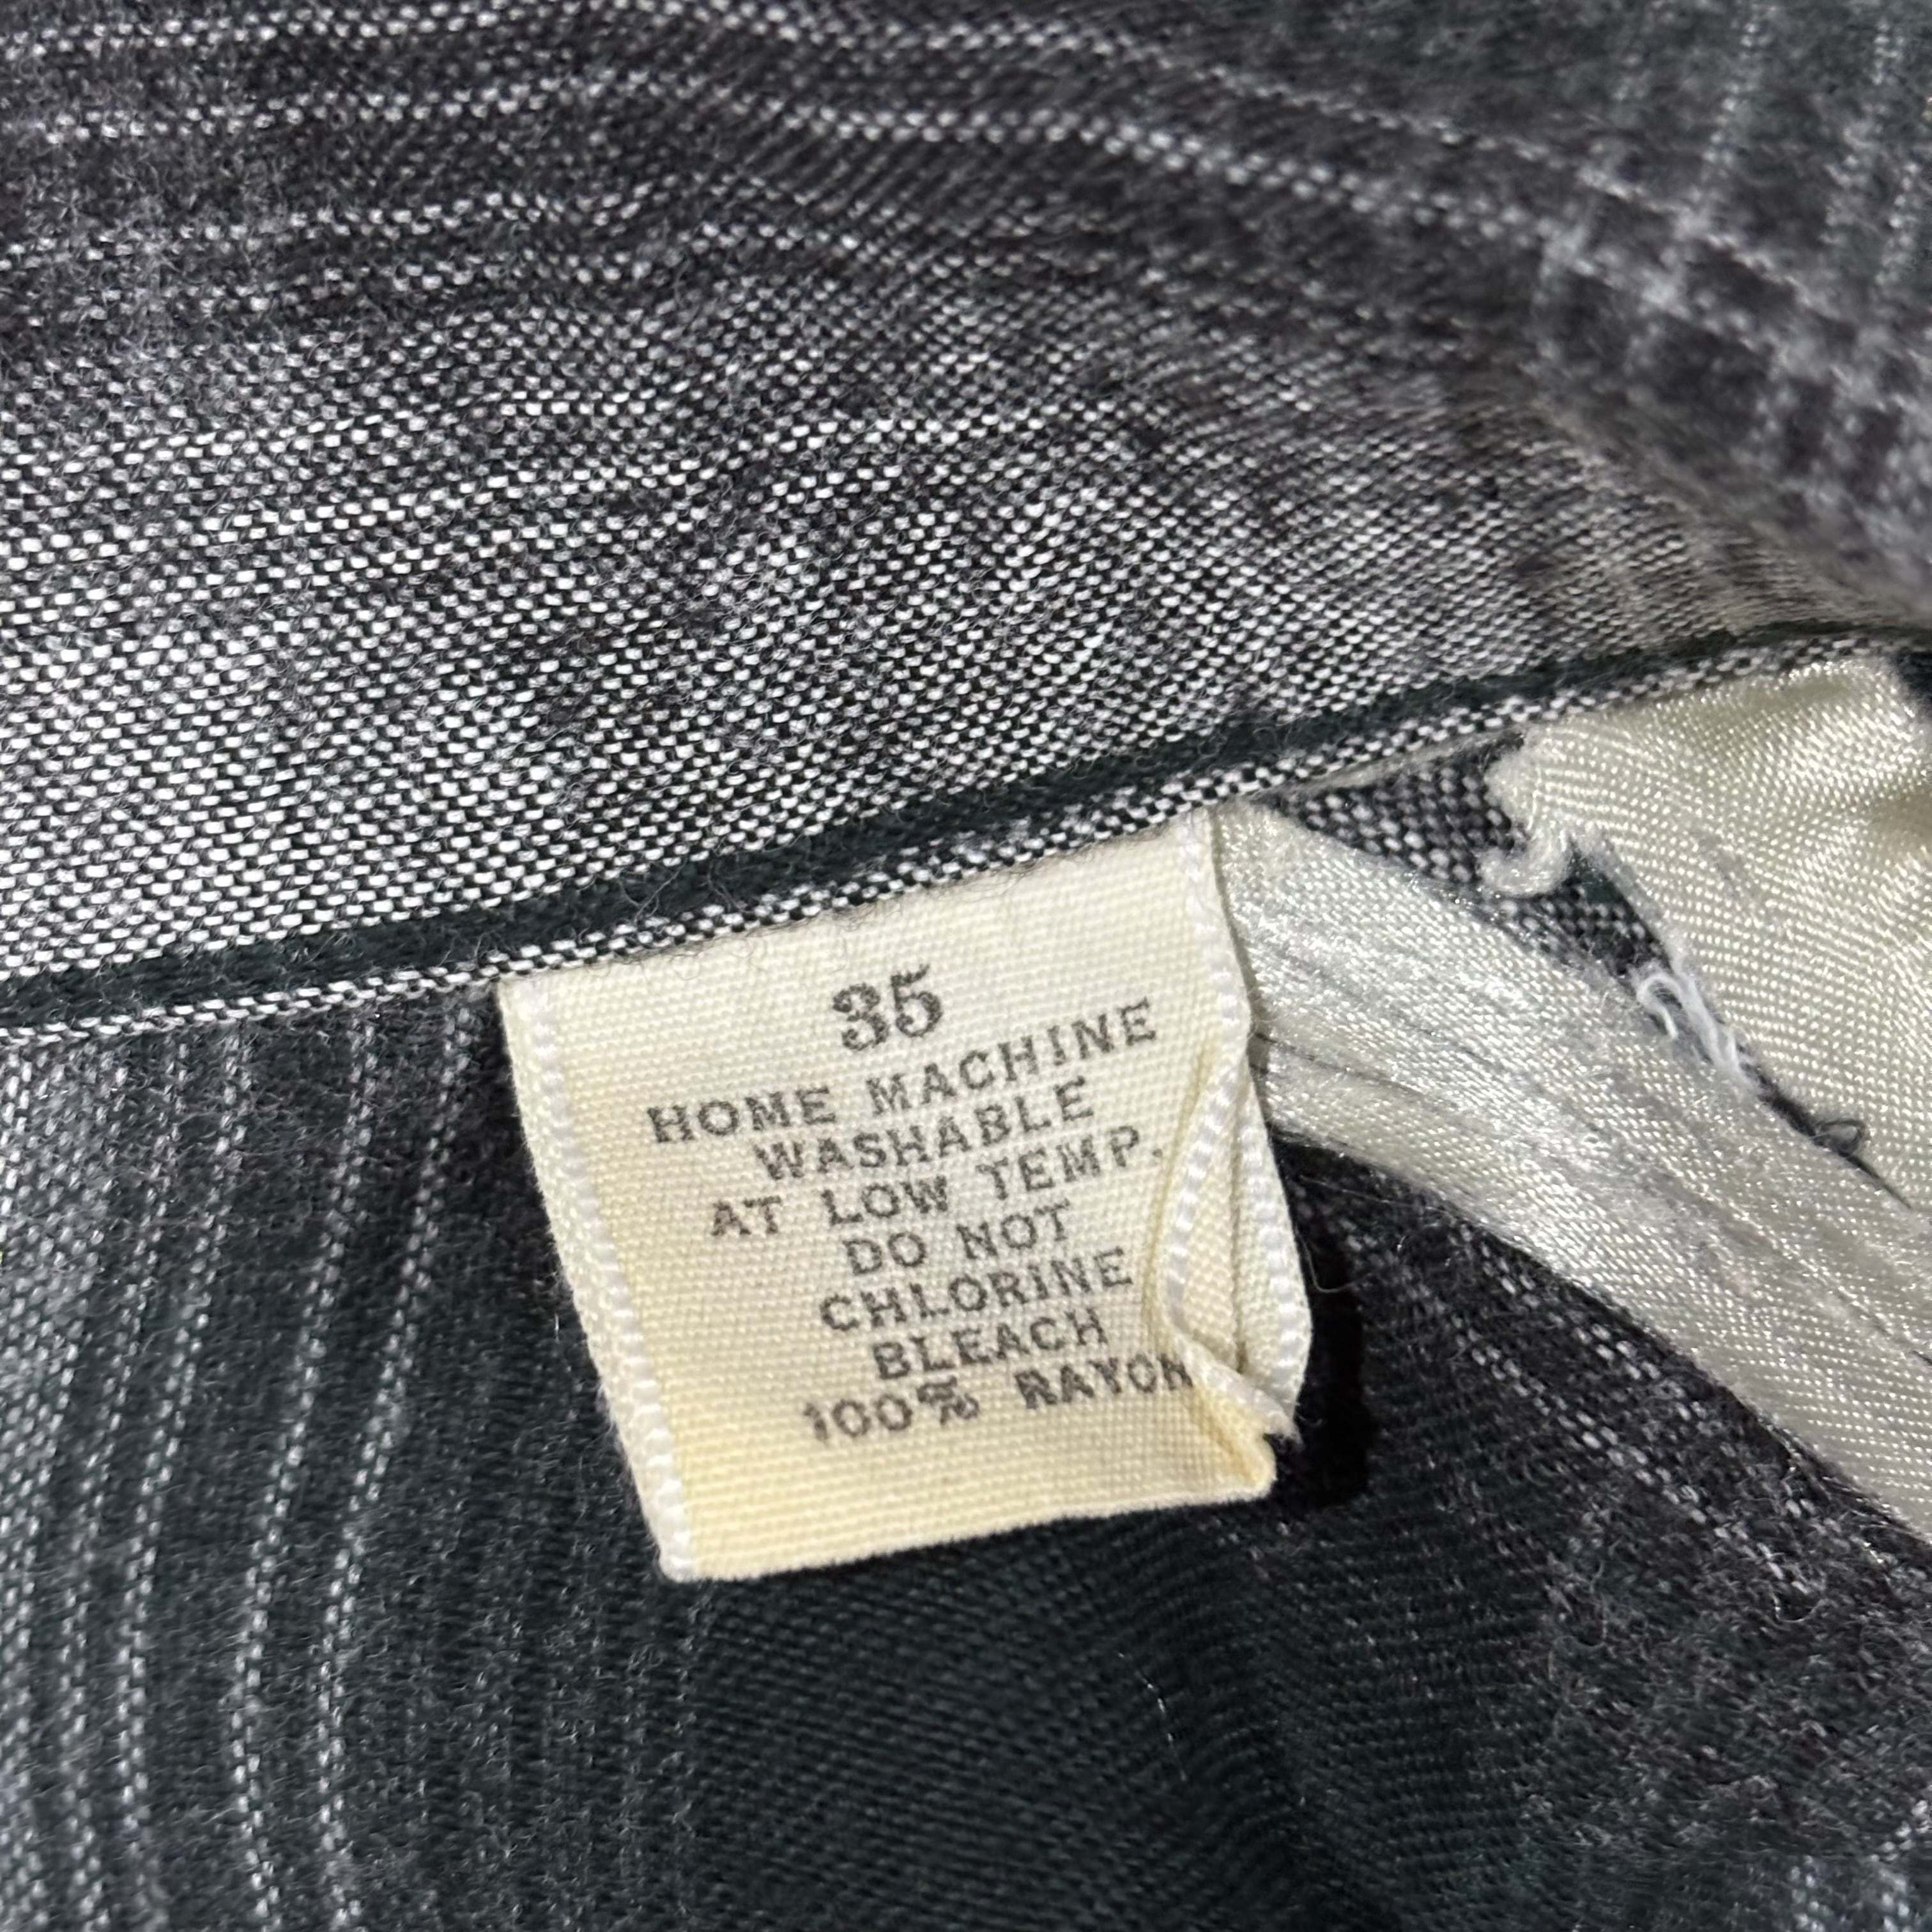 35
HOME MACHINE
WASHABLE
AT LOW TEMP.
DO NOT
CHLORINE
BLEACH
100% RAYON